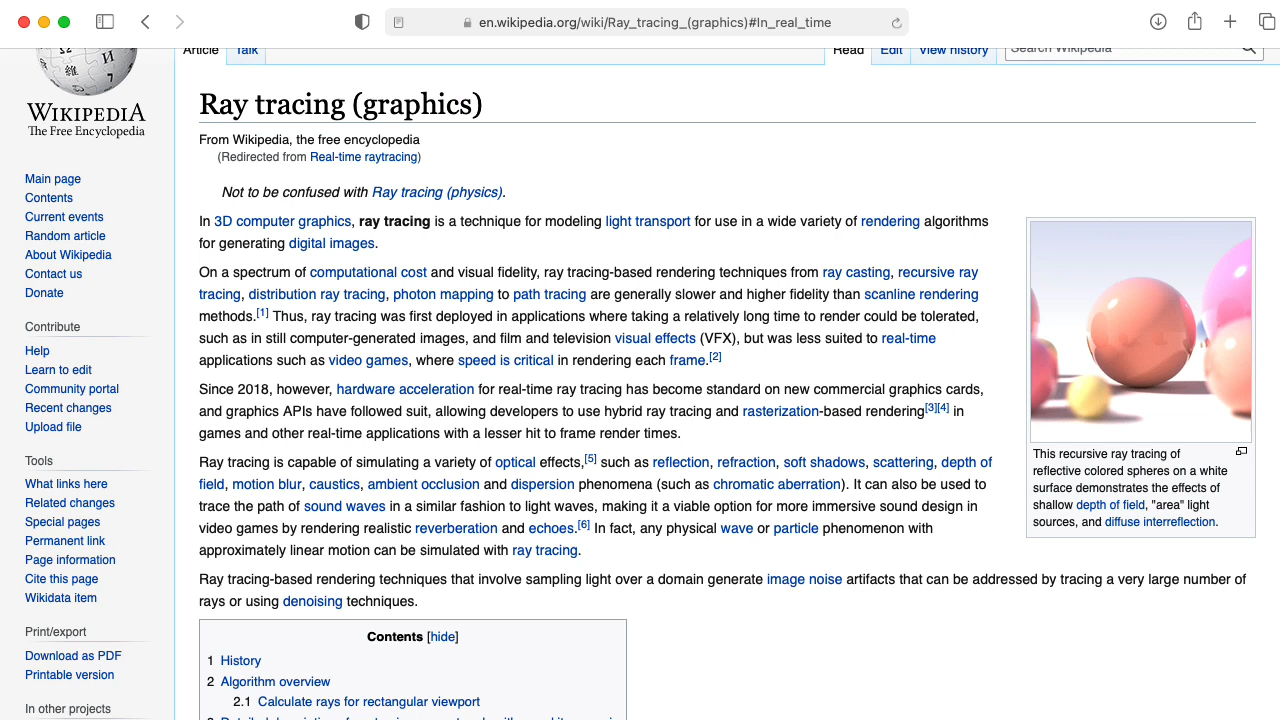 en.wikipedia.org/wiki/Ray_tracing_(graphics)#In_real_time
Article Talk Read Edit View history Search Wikipedia
WIKIPEDIA
The Free Encyclopedia
Main page
Contents
Current events
Random article
About Wikipedia
Contact us
Donate
Contribute
Help
Learn to edit
Community portal
Recent changes
Upload file
Tools
What links here
Related changes
Special pages
Permanent link
Page information
Cite this page
Wikidata item
Print/export
Download as PDF
Printable version
In other projects
Ray tracing (graphics)
From Wikipedia, the free encyclopedia
(Redirected from Real-time raytracing)
Not to be confused with Ray tracing (physics).
In 3D computer graphics, ray tracing is a technique for modeling light transport for use in a wide variety of rendering algorithms
for generating digital images.
On a spectrum of computational cost and visual fidelity, ray tracing-based rendering techniques from ray casting, recursive ray
tracing, distribution ray tracing, photon mapping to path tracing are generally slower and higher fidelity than scanline rendering
methods.[1] Thus, ray tracing was first deployed in applications where taking a relatively long time to render could be tolerated,
such as in still computer-generated images, and film and television visual effects (VFX), but was less suited to real-time
applications such as video games, where speed is critical in rendering each frame.[2]
Since 2018, however, hardware acceleration for real-time ray tracing has become standard on new commercial graphics cards,
and graphics APIs have followed suit, allowing developers to use hybrid ray tracing and rasterization-based rendering[3][4] in
games and other real-time applications with a lesser hit to frame render times.
Ray tracing is capable of simulating a variety of optical effects,[5] such as reflection, refraction, soft shadows, scattering, depth of
field, motion blur, caustics, ambient occlusion and dispersion phenomena (such as chromatic aberration). It can also be used to
trace the path of sound waves in a similar fashion to light waves, making it a viable option for more immersive sound design in
video games by rendering realistic reverberation and echoes.[6] In fact, any physical wave or particle phenomenon with
approximately linear motion can be simulated with ray tracing.
Ray tracing-based rendering techniques that involve sampling light over a domain generate image noise artifacts that can be addressed by tracing a very large number of
rays or using denoising techniques.
This recursive ray tracing of
reflective colored spheres on a white
surface demonstrates the effects of
shallow depth of field, "area" light
sources, and diffuse interreflection.
Contents [hide]
1 History
2 Algorithm overview
2.1 Calculate rays for rectangular viewport